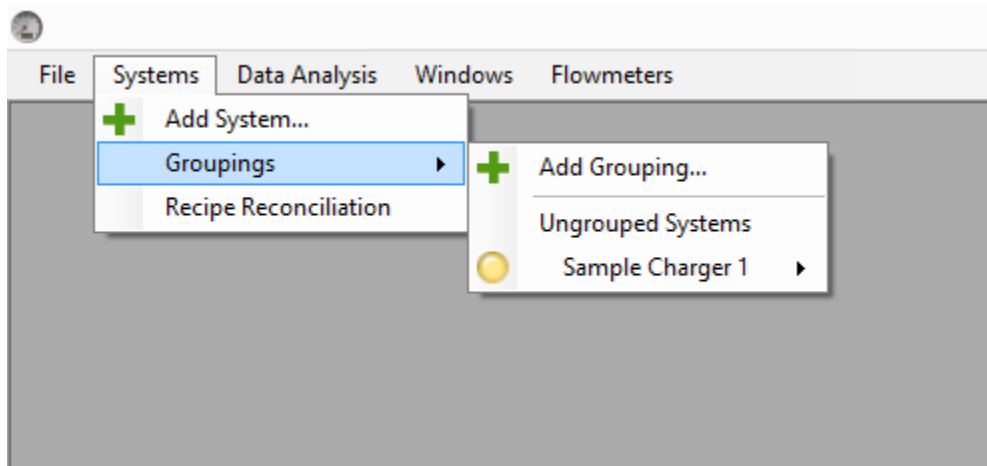 File Systems Data Analysis Windows Flowmeters
Add System...
Groupings
Recipe Reconciliation
Add Grouping...
Ungrouped Systems
Sample Charger 1